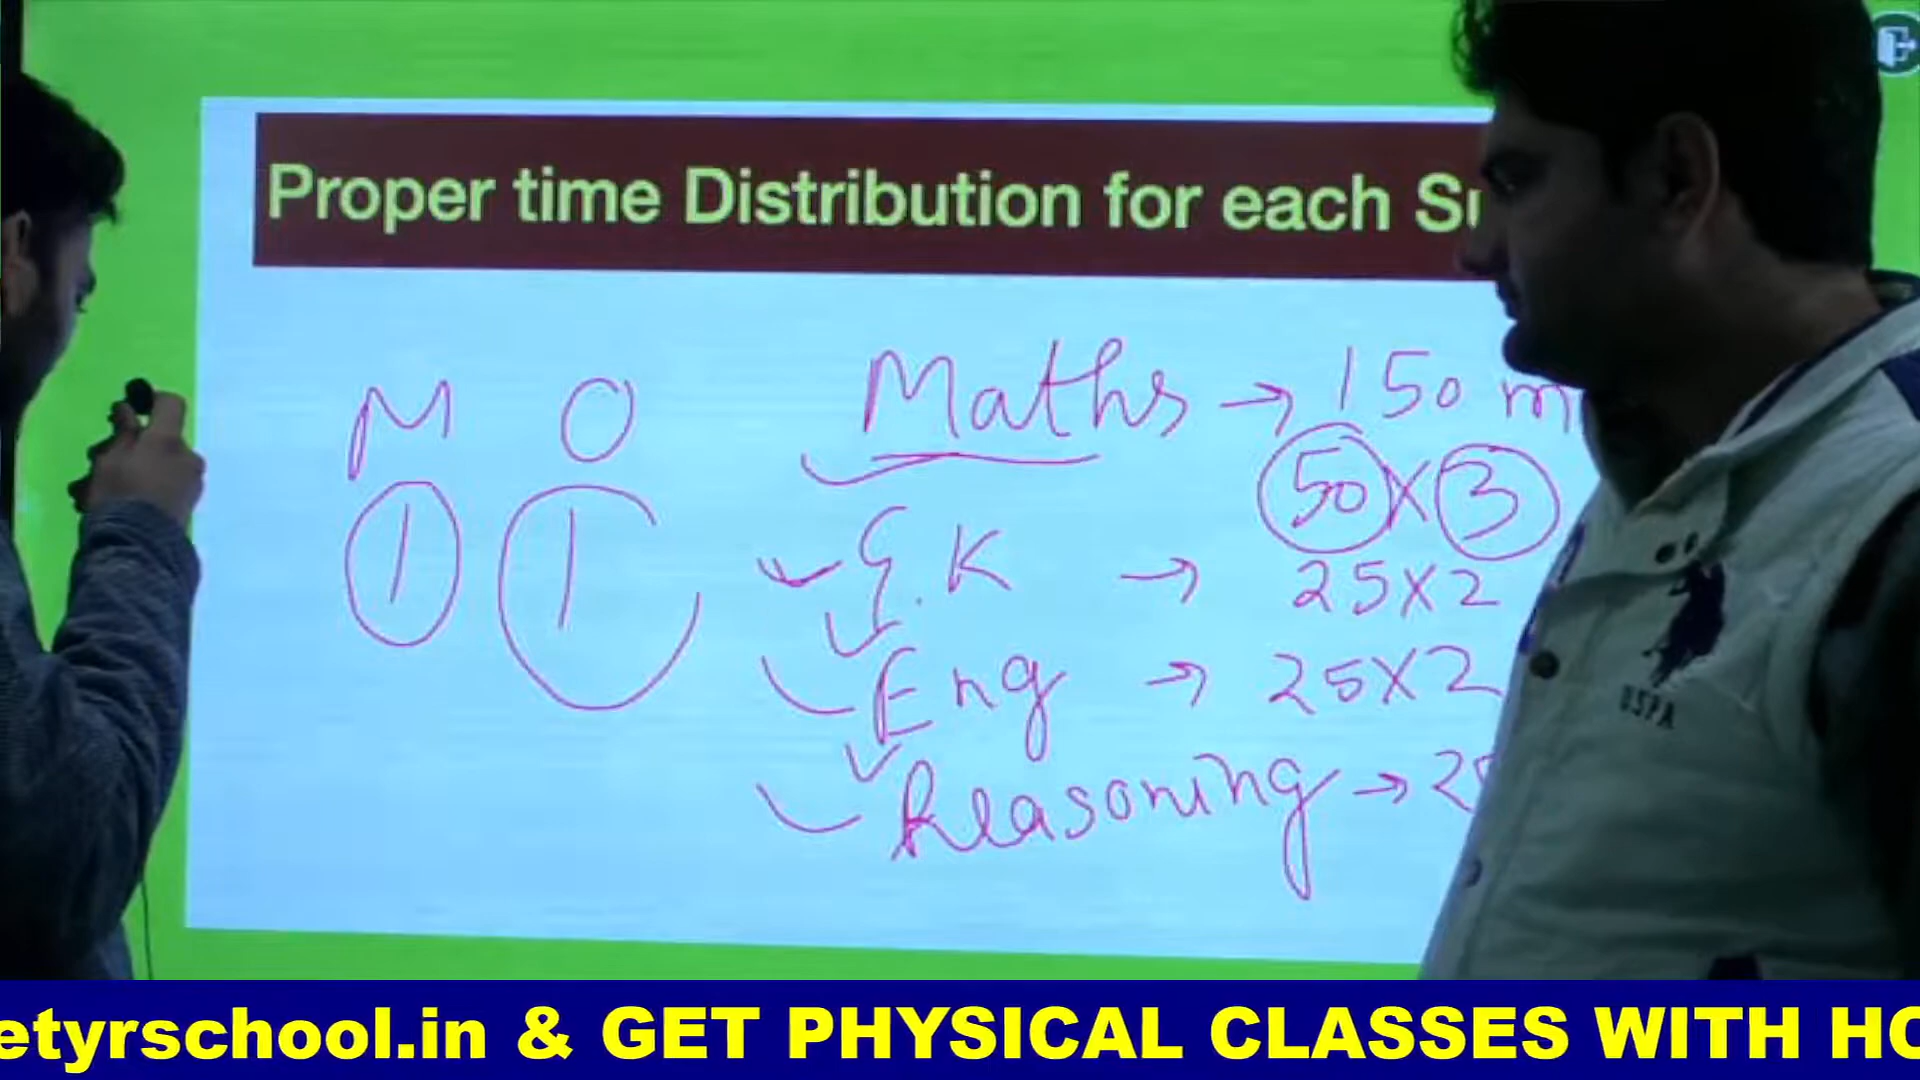 Proper time Distribution for each
M O Maths → 150
50 X 3
1 1 G.K → 25X2
Eng → 25X2
Reasoning →
USPA
etyrschool.in & GET PHYSICAL CLASSES WITH